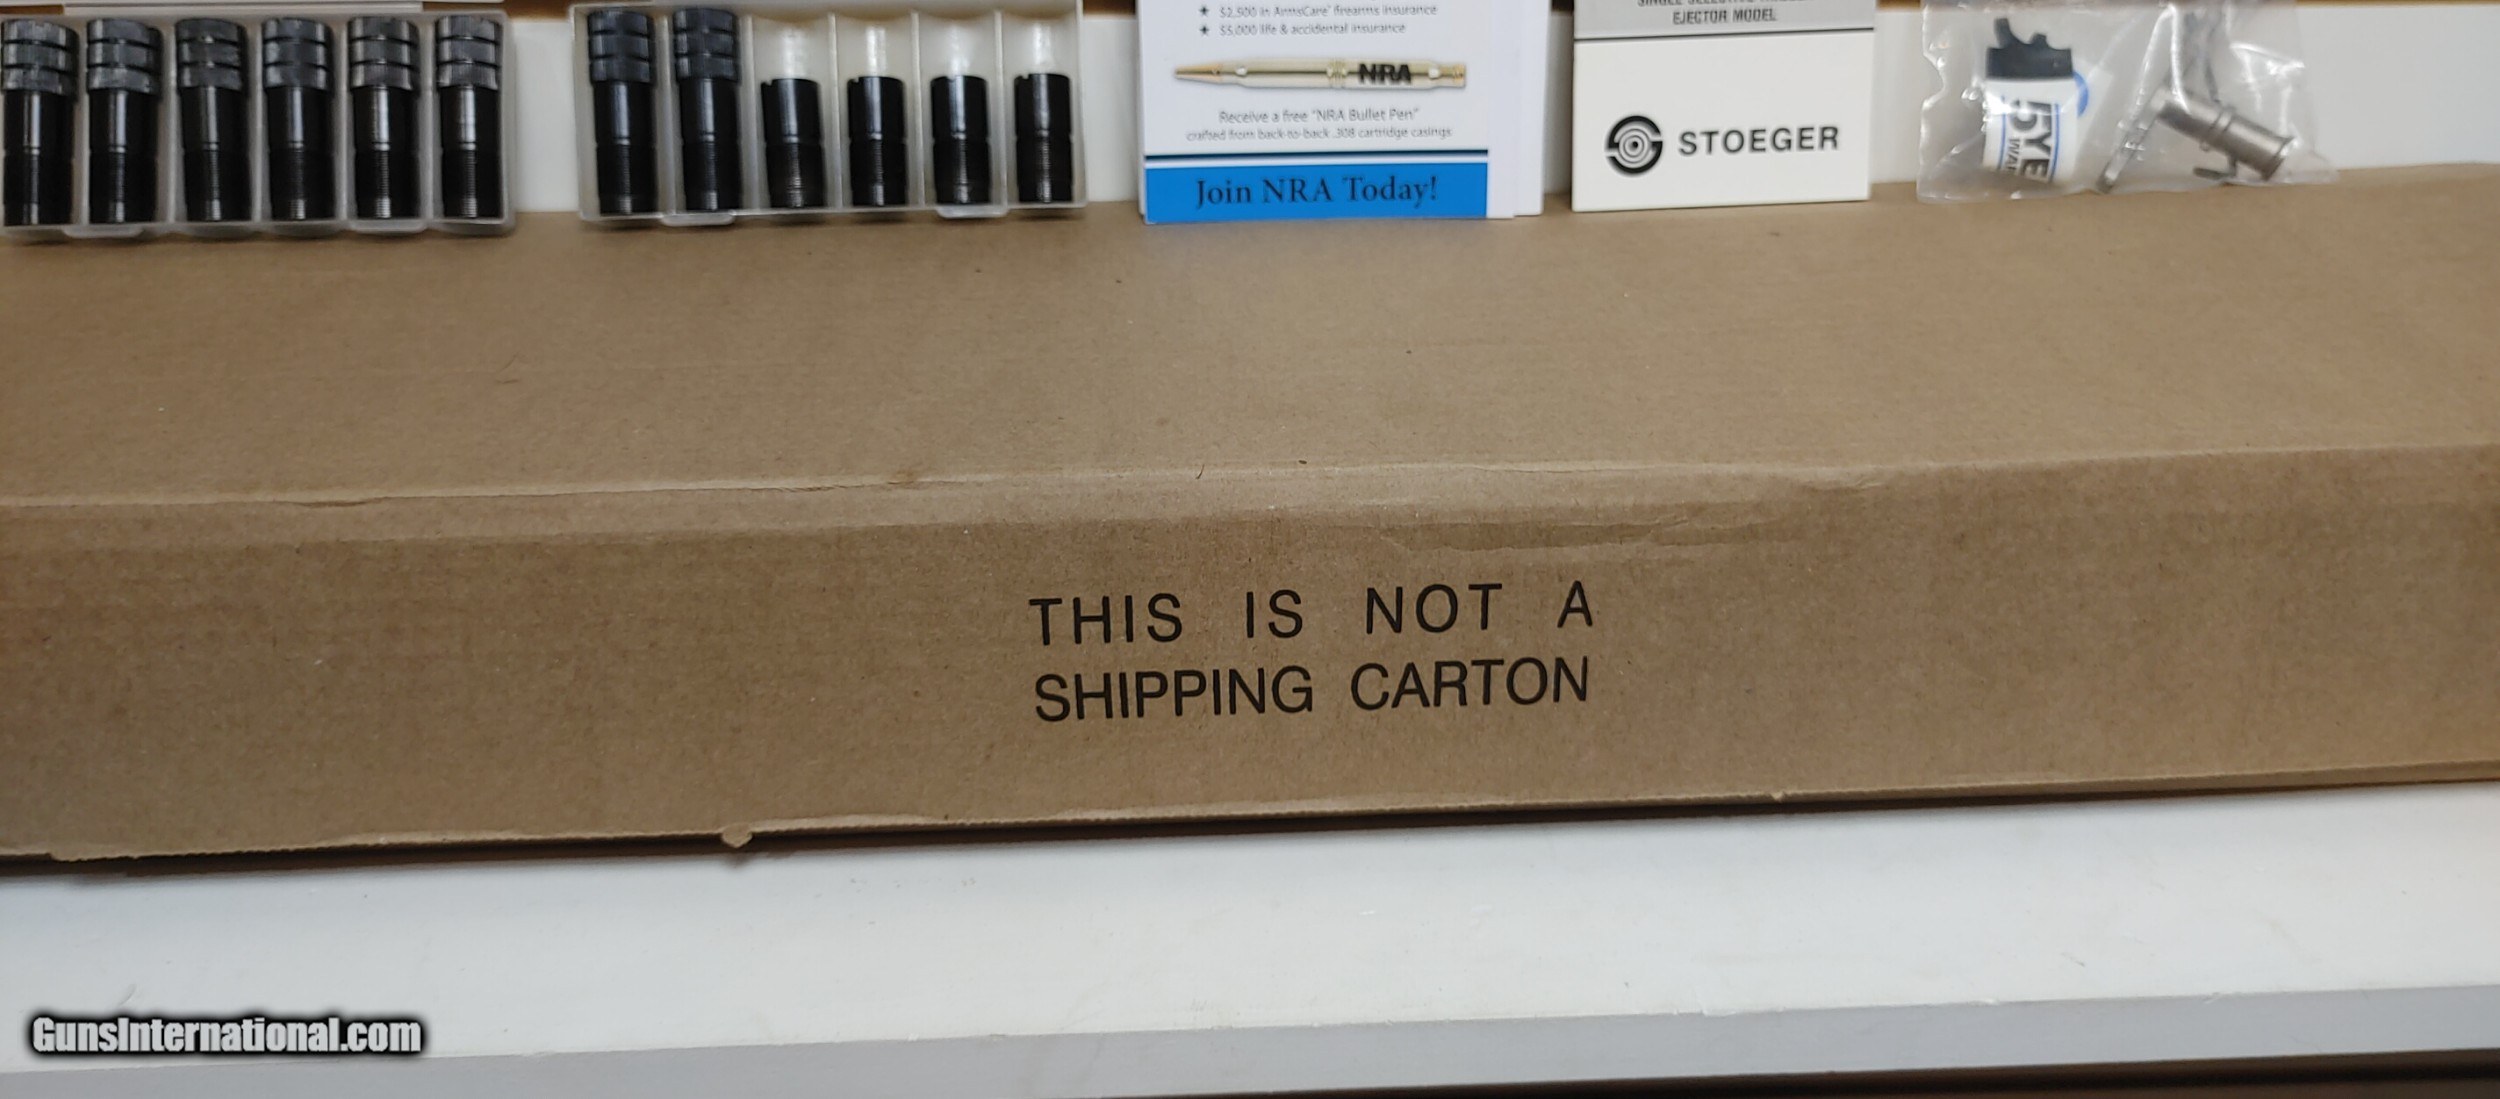 ★ $2,500 in ArmsCare® firearms insurance
★ $5,000 life & accidental insurance
NRA
Receive a free "NRA Bullet Pen"
crafted from back-to-back .308 cartridge casings
Join NRA Today!
EJECTOR MODEL
STOEGER
THIS IS NOT A
SHIPPING CARTON
GunsInternational.com